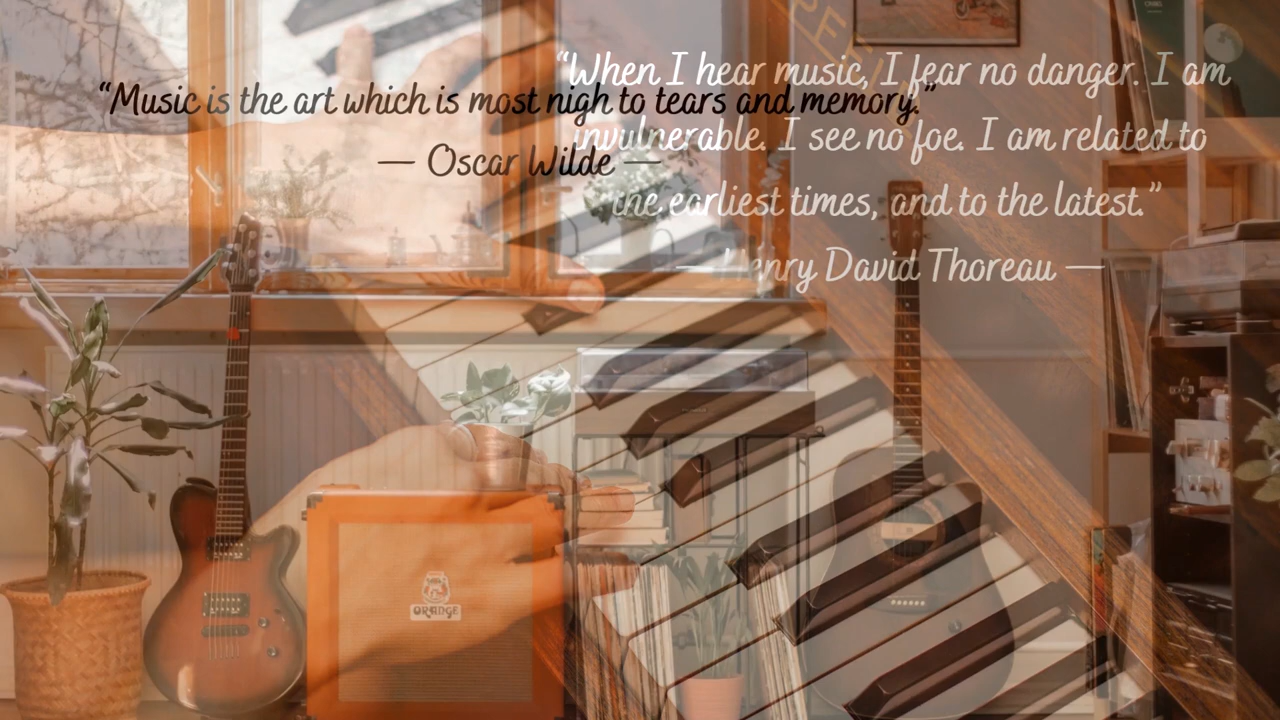 “Music is the art which is most nigh to tears and memory.”
— Oscar Wilde —
“When I hear music, I fear no danger. I am
invulnerable. I see no foe. I am related to
the earliest times, and to the latest.”
— Henry David Thoreau —
ORANGE